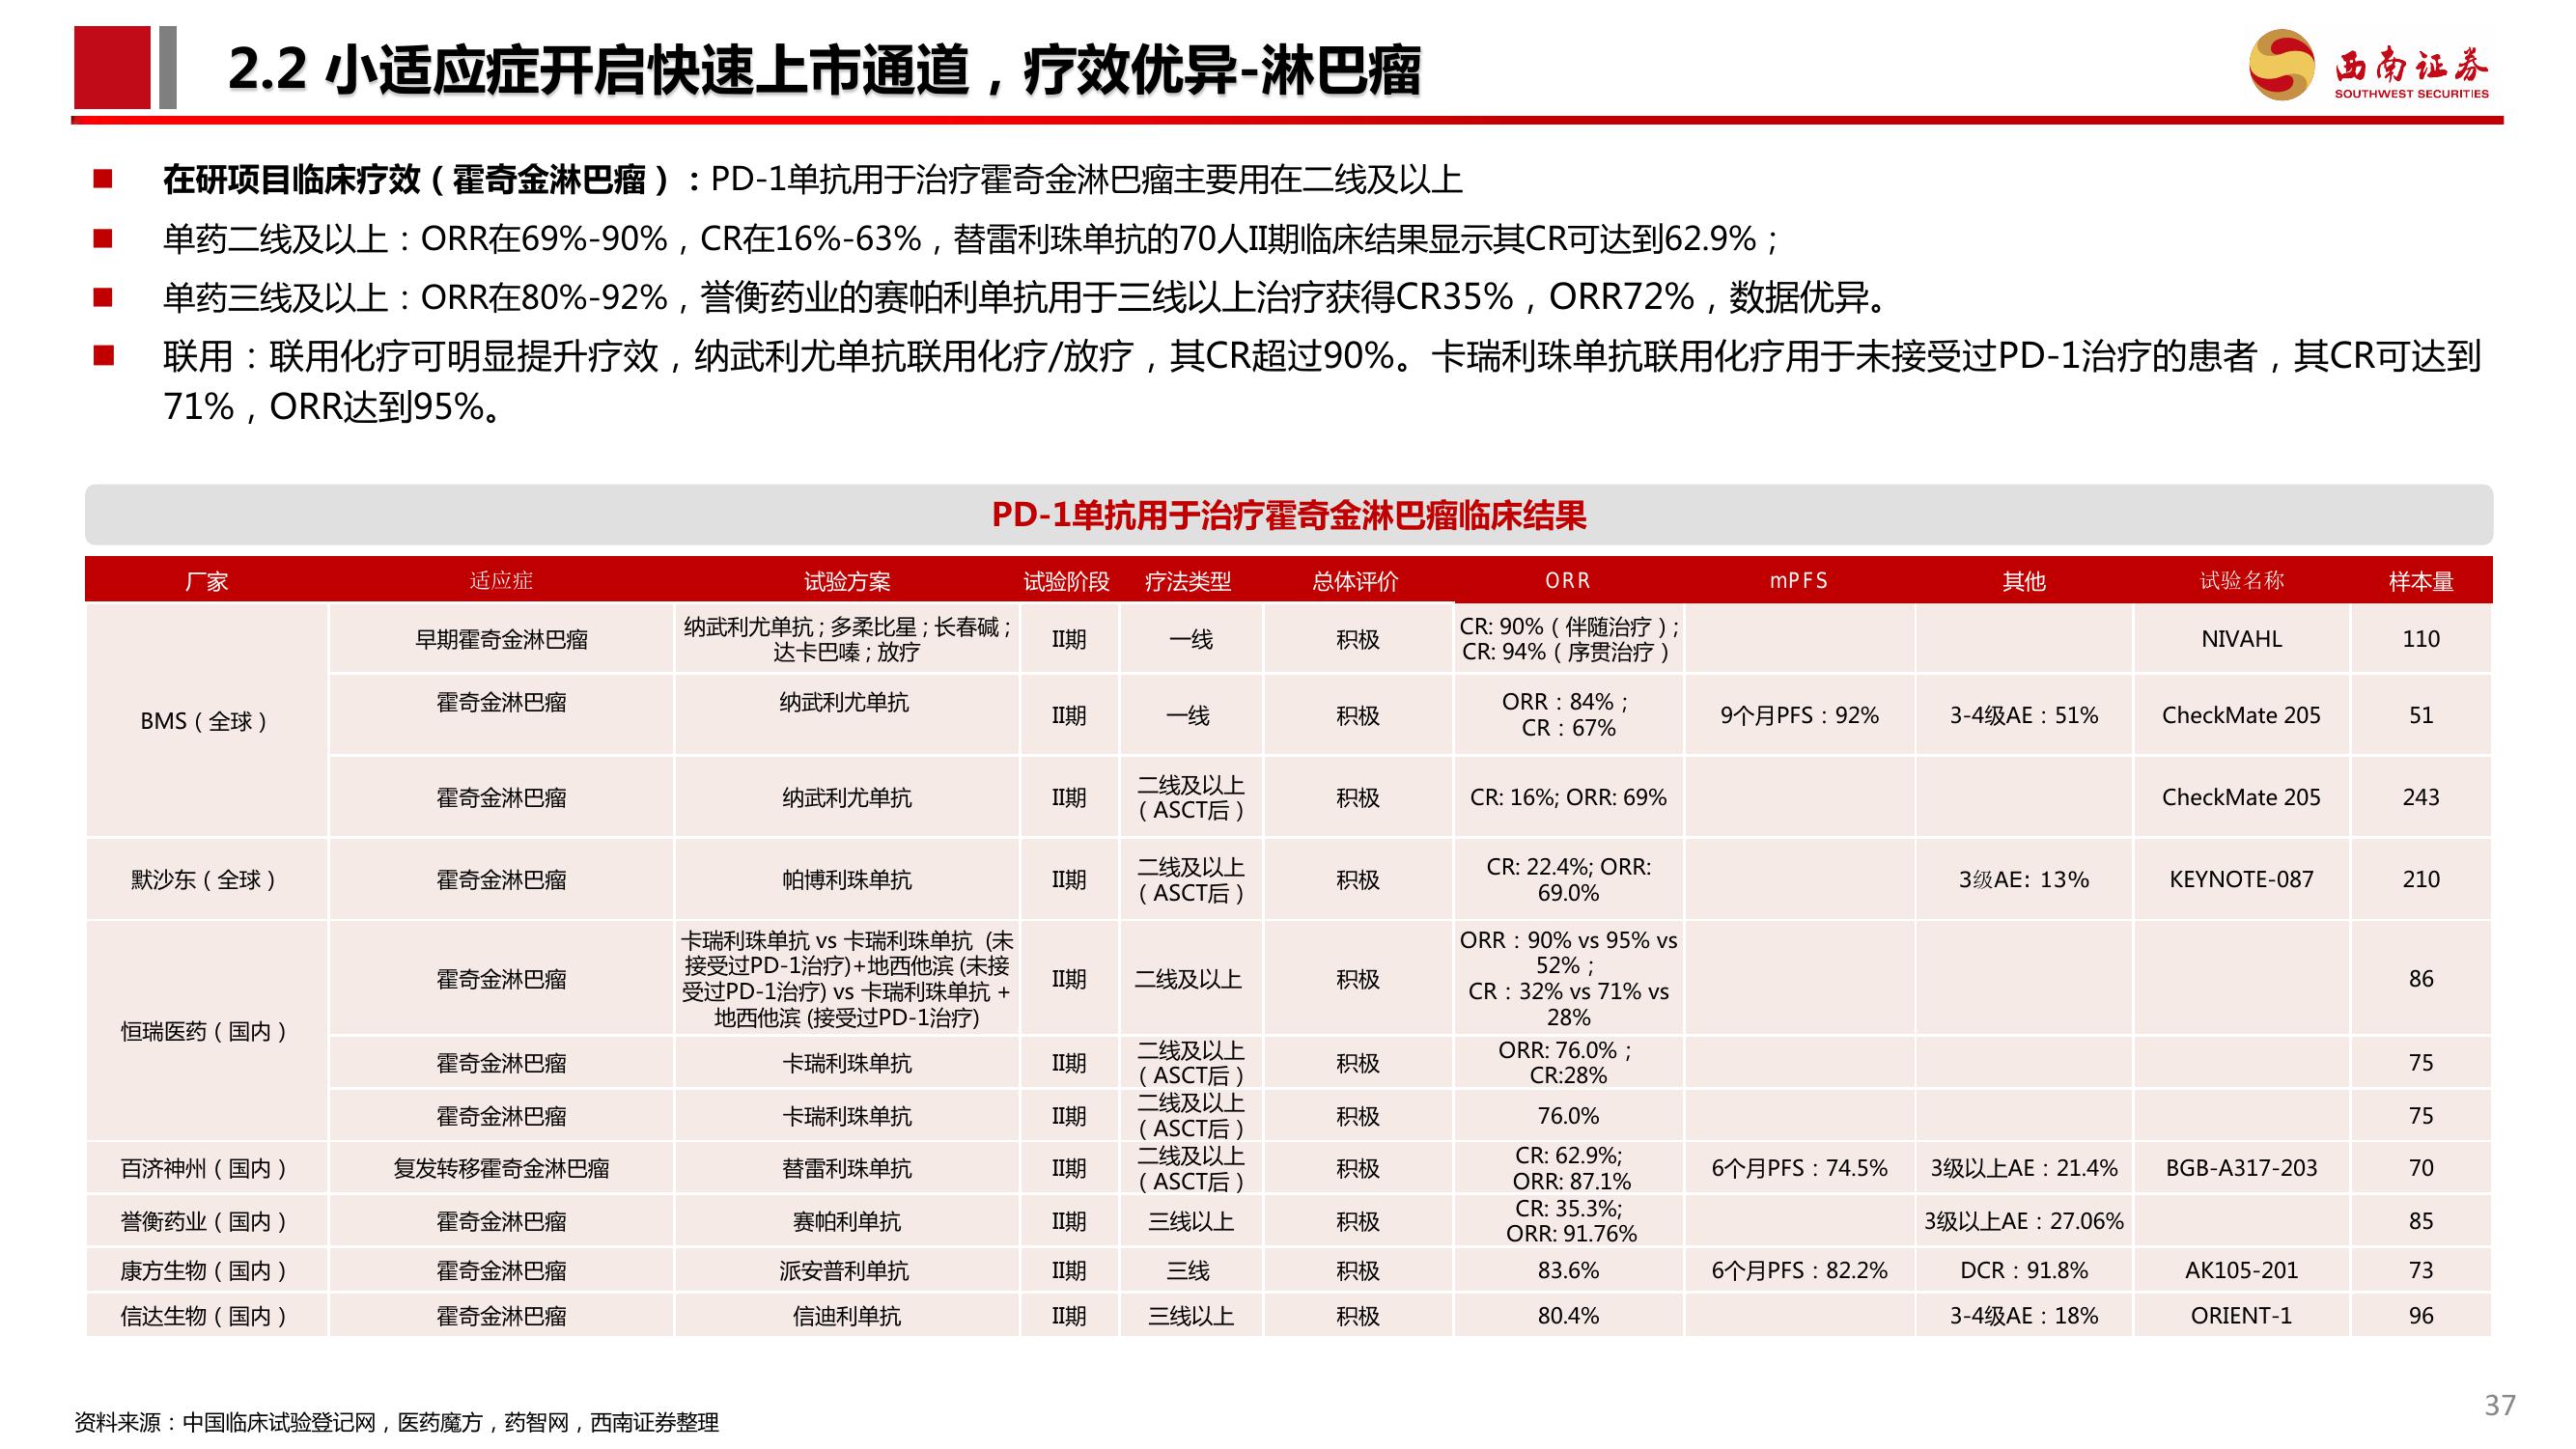 2.2 小适应症开启快速上市通道，疗效优异-淋巴瘤
西南证券
SOUTHWEST SECURITIES
■ 在研项目临床疗效（霍奇金淋巴瘤）：PD-1单抗用于治疗霍奇金淋巴瘤主要用在二线及以上
■ 单药二线及以上：ORR在69%-90%，CR在16%-63%，替雷利珠单抗的70人II期临床结果显示其CR可达到62.9%；
■ 单药三线及以上：ORR在80%-92%，誉衡药业的赛帕利单抗用于三线以上治疗获得CR35%，ORR72%，数据优异。
■ 联用：联用化疗可明显提升疗效，纳武利尤单抗联用化疗/放疗，其CR超过90%。卡瑞利珠单抗联用化疗用于未接受过PD-1治疗的患者，其CR可达到
71%，ORR达到95%。
PD-1单抗用于治疗霍奇金淋巴瘤临床结果
厂家 适应症 试验方案 试验阶段 疗法类型 总体评价 ORR mPFS 其他 试验名称 样本量
BMS（全球）
早期霍奇金淋巴瘤
纳武利尤单抗；多柔比星；长春碱；
达卡巴嗪；放疗
II期 一线 积极
CR: 90%（伴随治疗）;
CR: 94%（序贯治疗）
NIVAHL 110
霍奇金淋巴瘤 纳武利尤单抗 II期 一线 积极
ORR：84%；
CR：67%
9个月PFS：92% 3-4级AE：51% CheckMate 205 51
霍奇金淋巴瘤 纳武利尤单抗 II期
二线及以上
（ASCT后）
积极 CR: 16%; ORR: 69% CheckMate 205 243
默沙东（全球） 霍奇金淋巴瘤 帕博利珠单抗 II期
二线及以上
（ASCT后）
积极
CR: 22.4%; ORR:
69.0%
3级AE: 13% KEYNOTE-087 210
恒瑞医药（国内）
霍奇金淋巴瘤
卡瑞利珠单抗 vs 卡瑞利珠单抗 (未
接受过PD-1治疗)+地西他滨 (未接
受过PD-1治疗) vs 卡瑞利珠单抗 +
地西他滨 (接受过PD-1治疗)
II期 二线及以上 积极
ORR：90% vs 95% vs
52%；
CR：32% vs 71% vs
28%
86
霍奇金淋巴瘤 卡瑞利珠单抗 II期
二线及以上
（ASCT后）
积极
ORR: 76.0%；
CR:28%
75
霍奇金淋巴瘤 卡瑞利珠单抗 II期
二线及以上
（ASCT后）
积极 76.0% 75
百济神州（国内） 复发转移霍奇金淋巴瘤 替雷利珠单抗 II期
二线及以上
（ASCT后）
积极
CR: 62.9%;
ORR: 87.1%
6个月PFS：74.5% 3级以上AE：21.4% BGB-A317-203 70
誉衡药业（国内） 霍奇金淋巴瘤 赛帕利单抗 II期 三线以上 积极
CR: 35.3%;
ORR: 91.76%
3级以上AE：27.06% 85
康方生物（国内） 霍奇金淋巴瘤 派安普利单抗 II期 三线 积极 83.6% 6个月PFS：82.2% DCR：91.8% AK105-201 73
信达生物（国内） 霍奇金淋巴瘤 信迪利单抗 II期 三线以上 积极 80.4% 3-4级AE：18% ORIENT-1 96
资料来源：中国临床试验登记网，医药魔方，药智网，西南证券整理
37